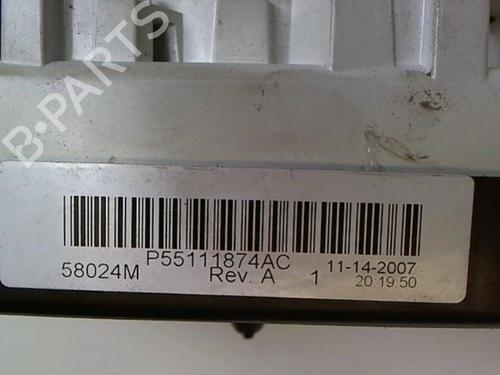 B-PARTS
P55111874AC
58024M Rev. A 1 11-14-2007
20:19:50